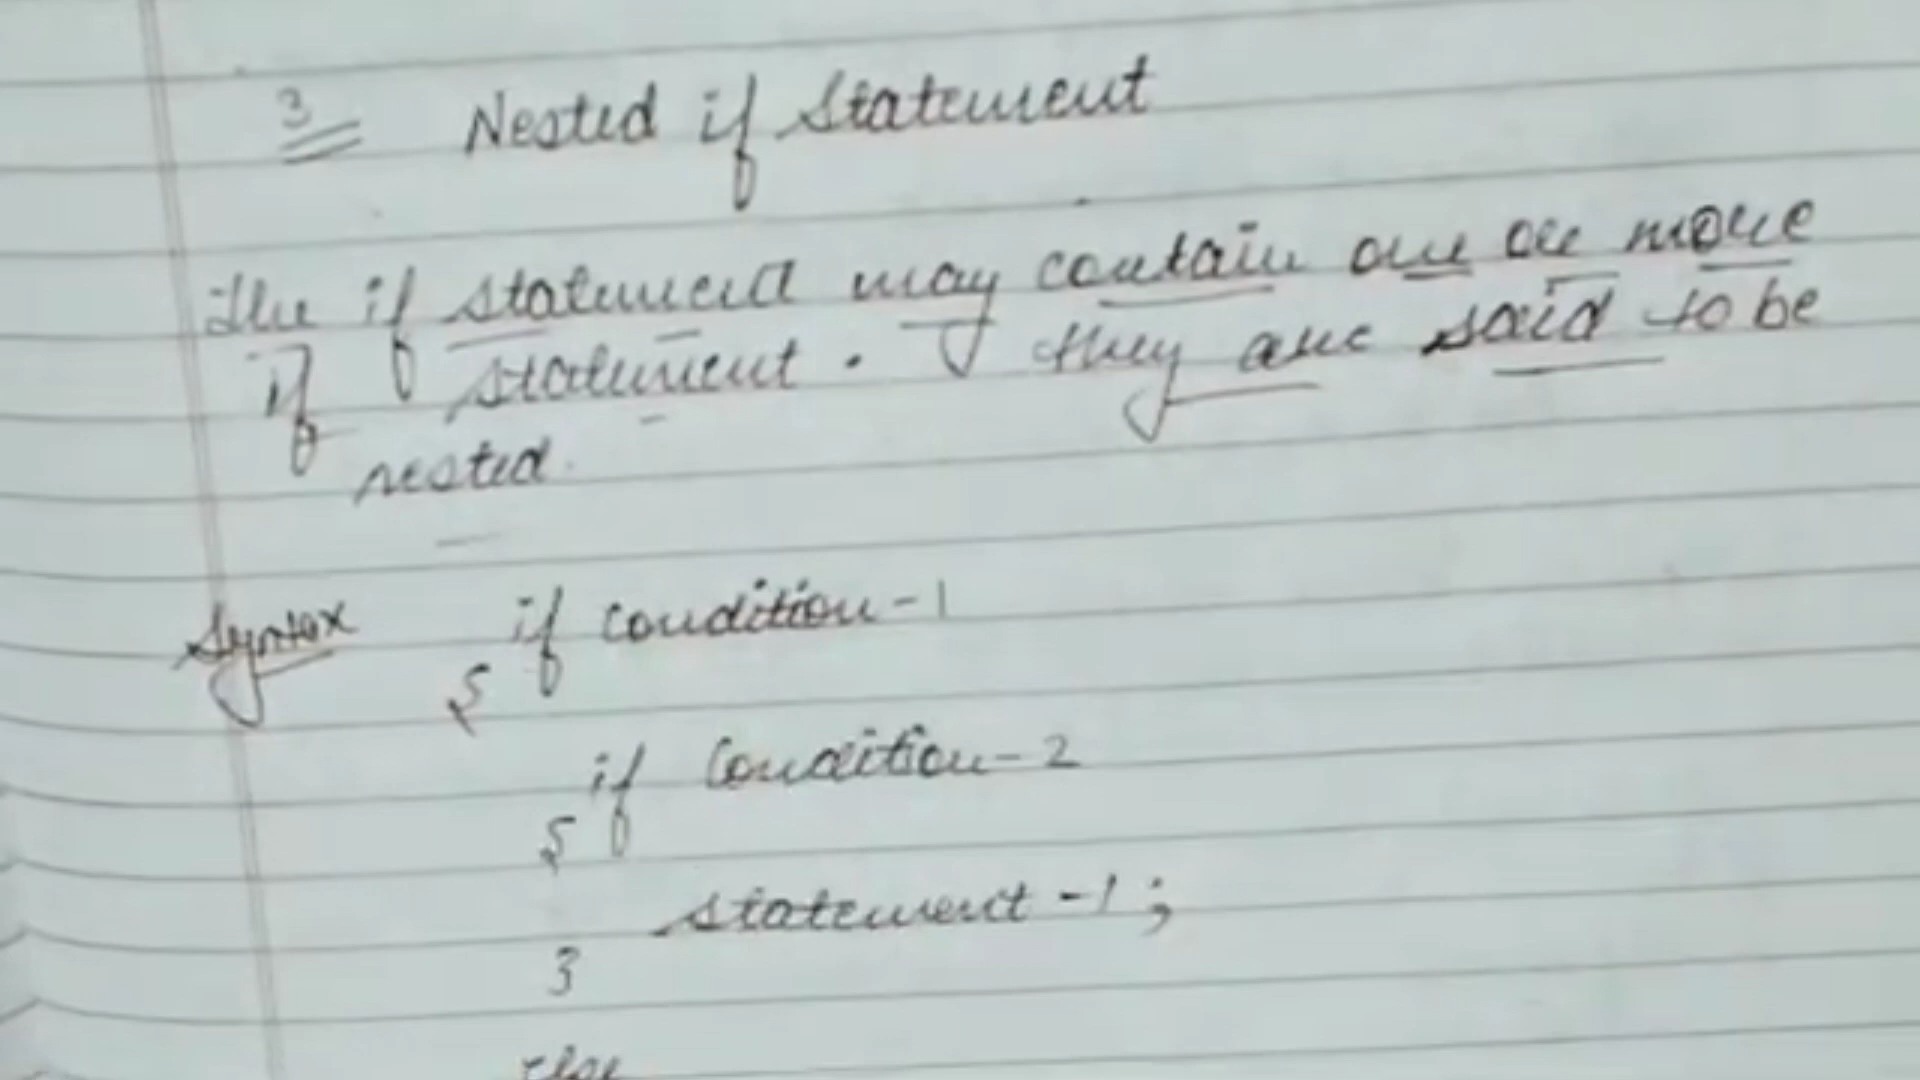 3 Nested if statement
The if statement may contain one or more
if statement. They are said to be
nested.
Syntax if condition-1
{
if condition-2
{
statement-1;
}
else